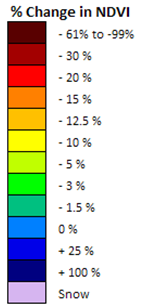 % Change in NDVI
- 61% to -99%
- 30 %
- 20 %
- 15 %
- 12.5 %
- 10 %
- 5 %
- 3 %
- 1.5 %
0 %
+ 25 %
+ 100 %
Snow